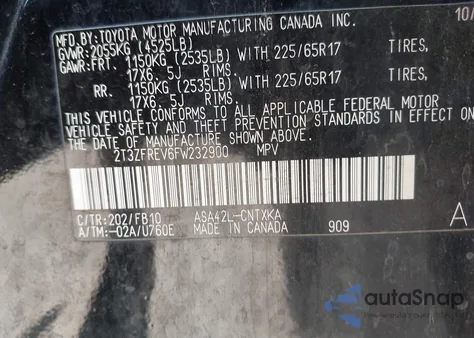 MFD.BY:TOYOTA MOTOR MANUFACTURING CANADA INC. 10/
GVWR:2055KG (4525LB)
GAWR:FRT. 1150KG (2535LB) WITH 225/65R17 TIRES,
17X6.5J RIMS.
RR. 1150KG (2535LB) WITH 225/65R17 TIRES,
17X6.5J RIMS.
THIS VEHICLE CONFORMS TO ALL APPLICABLE FEDERAL MOTOR
VEHICLE SAFETY STANDARDS IN EFFECT ON
THE DATE OF MANUFACTURE SHOWN ABOVE.
2T3ZFREV6FW232900 MPV
C/TR:202/FB10 ASA42L-CNTXKA A
A/TM:-02A/U760E MADE IN CANADA 909
autoSnap